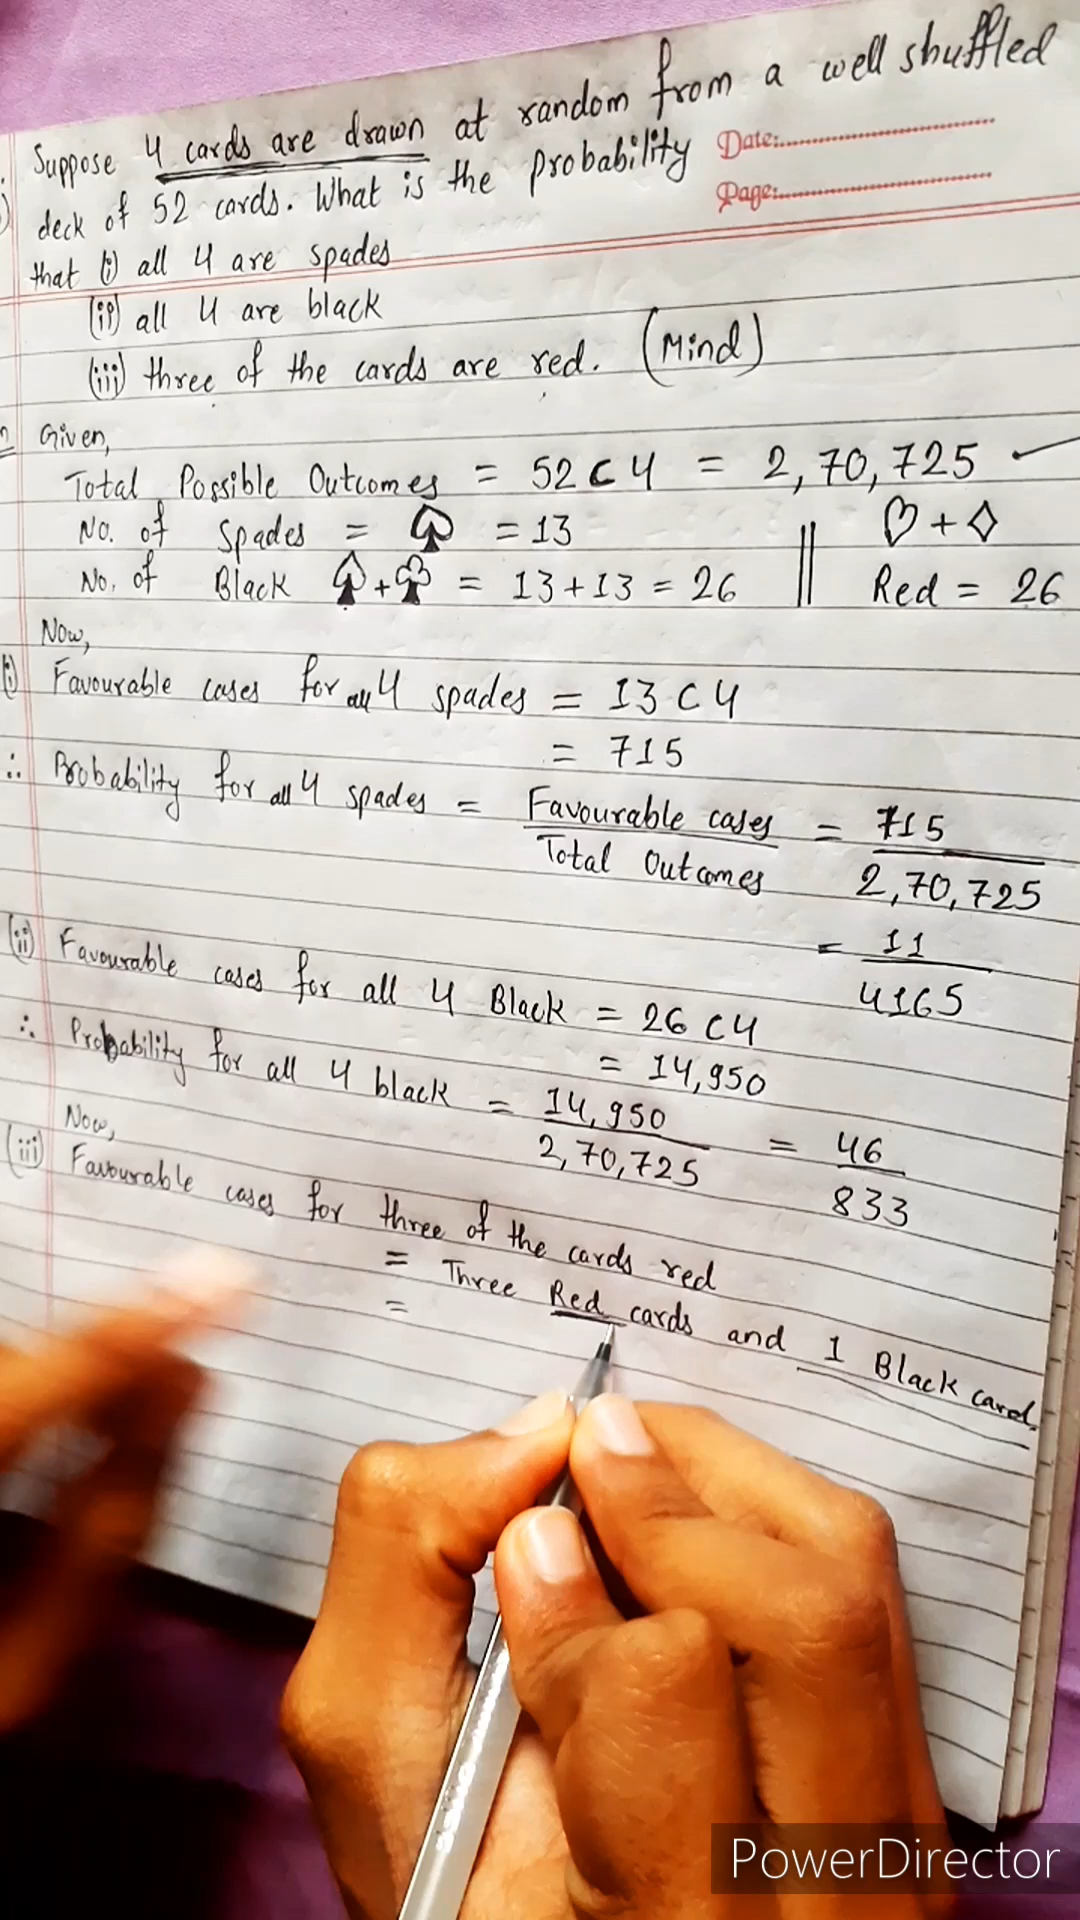 Suppose 4 cards are drawn at random from a well shuffled
deck of 52 cards. What is the probability
Date:
Page:
that (i) all 4 are spades
(ii) all 4 are black
(iii) three of the cards are red. (Mind)
Given,
Total Possible Outcomes = 52C4 = 2,70,725
No. of Spades = ♠ = 13
♡ + ♢
No. of Black ♠+♣ = 13+13 = 26 || Red = 26
Now,
(i) Favourable cases for all 4 spades = 13C4
= 715
∴ Probability for all 4 spades = Favourable cases / Total Outcomes = 715 / 2,70,725
= 11 / 4165
(ii) Favourable cases for all 4 Black = 26C4
= 14,950
∴ Probability for all 4 black = 14,950 / 2,70,725 = 46 / 833
Now,
(iii) Favourable cases for three of the cards red
= Three Red cards and 1 Black card.
=
PowerDirector